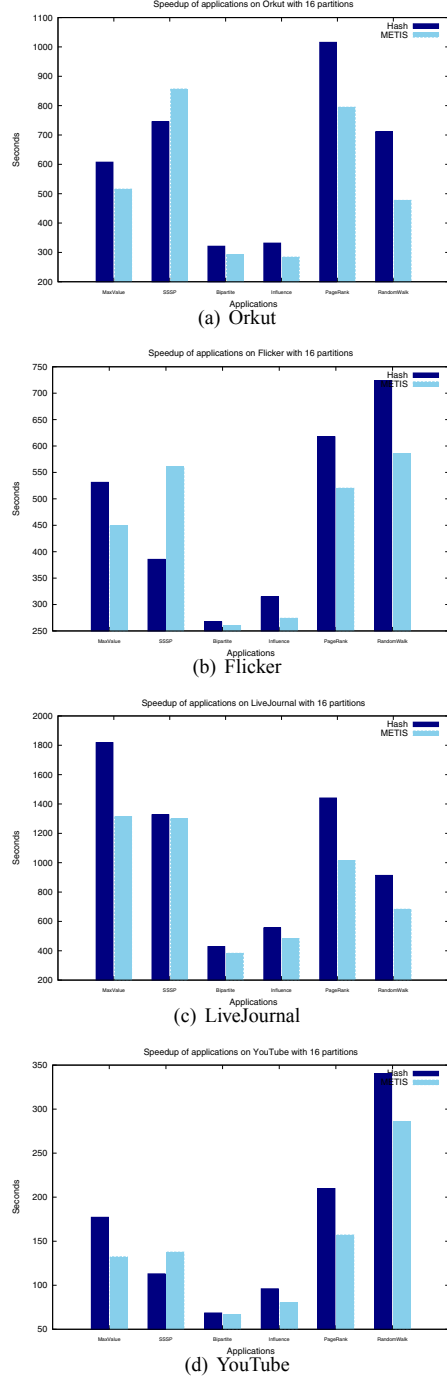 Speedup of applications on Orkut with 16 partitions
1100
1000
900
800
700
600
500
400
300
200
Seconds
Hash
METIS
MaxValue SSSP Bipartite Influence PageRank RandomWalk
Applications
(a) Orkut
Speedup of applications on Flicker with 16 partitions
750
700
650
600
550
500
450
400
350
300
250
Seconds
Hash
METIS
MaxValue SSSP Bipartite Influence PageRank RandomWalk
Applications
(b) Flicker
Speedup of applications on LiveJournal with 16 partitions
2000
1800
1600
1400
1200
1000
800
600
400
200
Seconds
Hash
METIS
MaxValue SSSP Bipartite Influence PageRank RandomWalk
Applications
(c) LiveJournal
Speedup of applications on YouTube with 16 partitions
350
300
250
200
150
100
50
Seconds
Hash
METIS
MaxValue SSSP Bipartite Influence PageRank RandomWalk
Applications
(d) YouTube